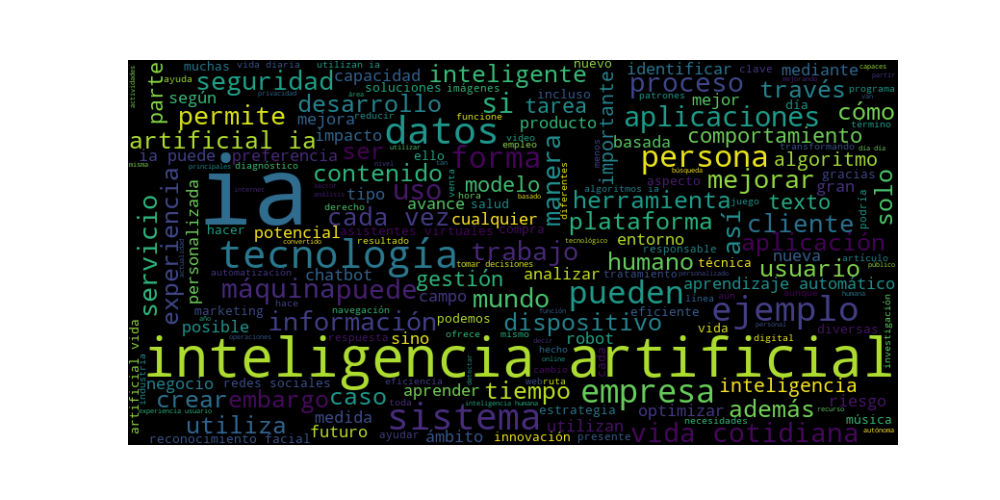 muchas vida diaria utilizan ia
inteligente
nuevo
identificar
mediante
capaces
parte
ayuda
seguridad
capacidad
soluciones imágenes
incluso
proceso
clave
través
partir
actividades
según
privacidad
desarrollo
área
si
tarea
importante
patrones
mejor
día
programa
van
mejorando
permite
mejora
reducir
datos
funcione
producto
aplicaciones
cómo
término
artificial ia
impacto
utilizar
video
empleo
basada
comportamiento
transformando
día día
misma
ia puede
preferencia
ser
ello
forma
manera
menos
persona
búsqueda
algoritmo
principales
diagnóstico
contenido
tan
nivel
venta
diferentes
algoritmos ia
aspecto
mejorar
gracias
gran
solo
experiencia
personalizada
internet
ia
tipo
análisis
uso
modelo
hora
basado
herramienta
juego
texto
podría
servicio
derecho
avance
salud
hacer
cada vez
cualquier
plataforma
así
cliente
potencial
asistentes virtuales
compra
convertido
resultado
tecnológico
entorno
responsable
aplicación
artículo
tecnología
tomar decisiones
trabajo
humano
técnica
nueva
público
automatización
chatbot
gestión
analizar
tratamiento
personalizado
usuario
máquina
puede
campo
mundo
pueden
línea
aprendizaje automático
aún
aunque
humana
marketing
hace
navegación
año
información
podemos
función
dispositivo
eficiente
ejemplo
posible
operaciones
respuesta
sino
ofrece
mismo
decir
robot
vida
personal
digital
diversas
investigación
artificial vida
industria
inteligencia artificial
hecho
online
cambio
detectar
cada
negocio
redes sociales
eficiencia
aprender
web
ruta
tiempo
empresa
inteligencia
riesgo
crear
embargo
caso
toda
inteligencia humana
necesidades
recurso
experiencia usuario
utiliza
medida
sistema
estrategia
optimizar
además
música
futuro
utilizan
vida cotidiana
autónoma
reconocimiento facial
ayudar
ámbito
innovación
presente